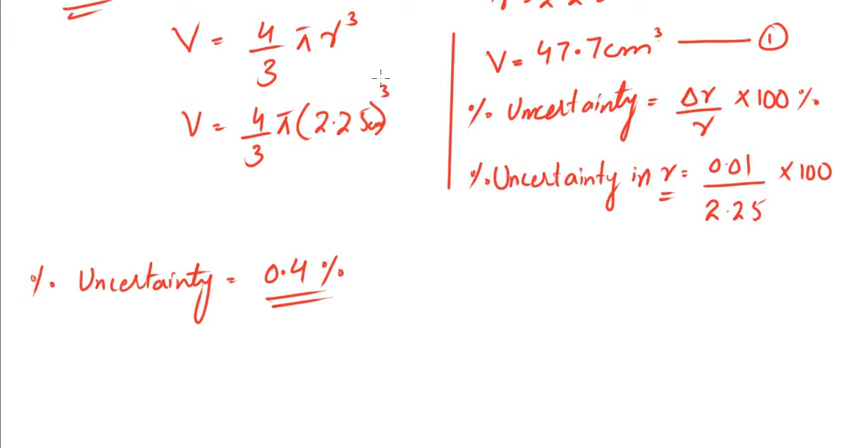 V = 4/3 π r³
V = 4/3 π (2.25cm)³
V = 47.7cm³ —— ①
% Uncertainty = Δr/r × 100 %
% Uncertainty in r = 0.01/2.25 × 100
% Uncertainty = 0.4 %